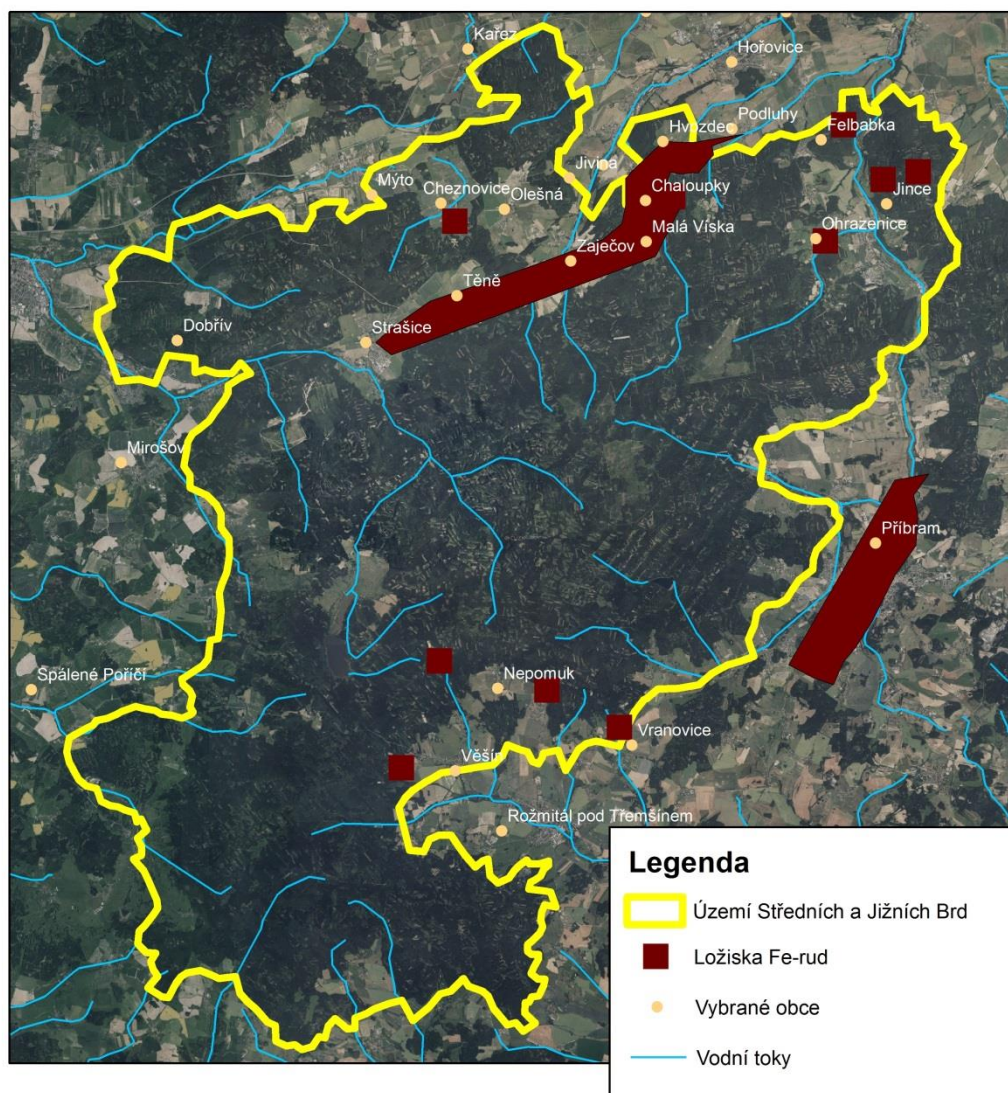 Kařez
Hořovice
Podluhy
Felbabka
Hvozdec
Jivina
Mýto
Cheznovice
Olešná
Chaloupky
Jince
Malá Víska
Ohrazenice
Zaječov
Těně
Dobřív
Strašice
Mirošov
Příbram
Spálené Poříčí
Nepomuk
Vranovice
Věšín
Rožmitál pod Třemšínem
Legenda
Území Středních a Jižních Brd
Ložiska Fe-rud
Vybrané obce
Vodní toky